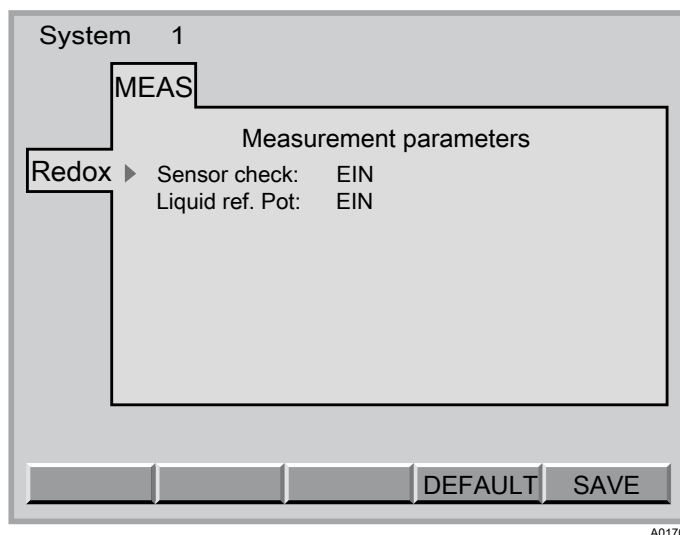 System 1
MEAS
Measurement parameters
Redox
Sensor check: EIN
Liquid ref. Pot: EIN
DEFAULT SAVE